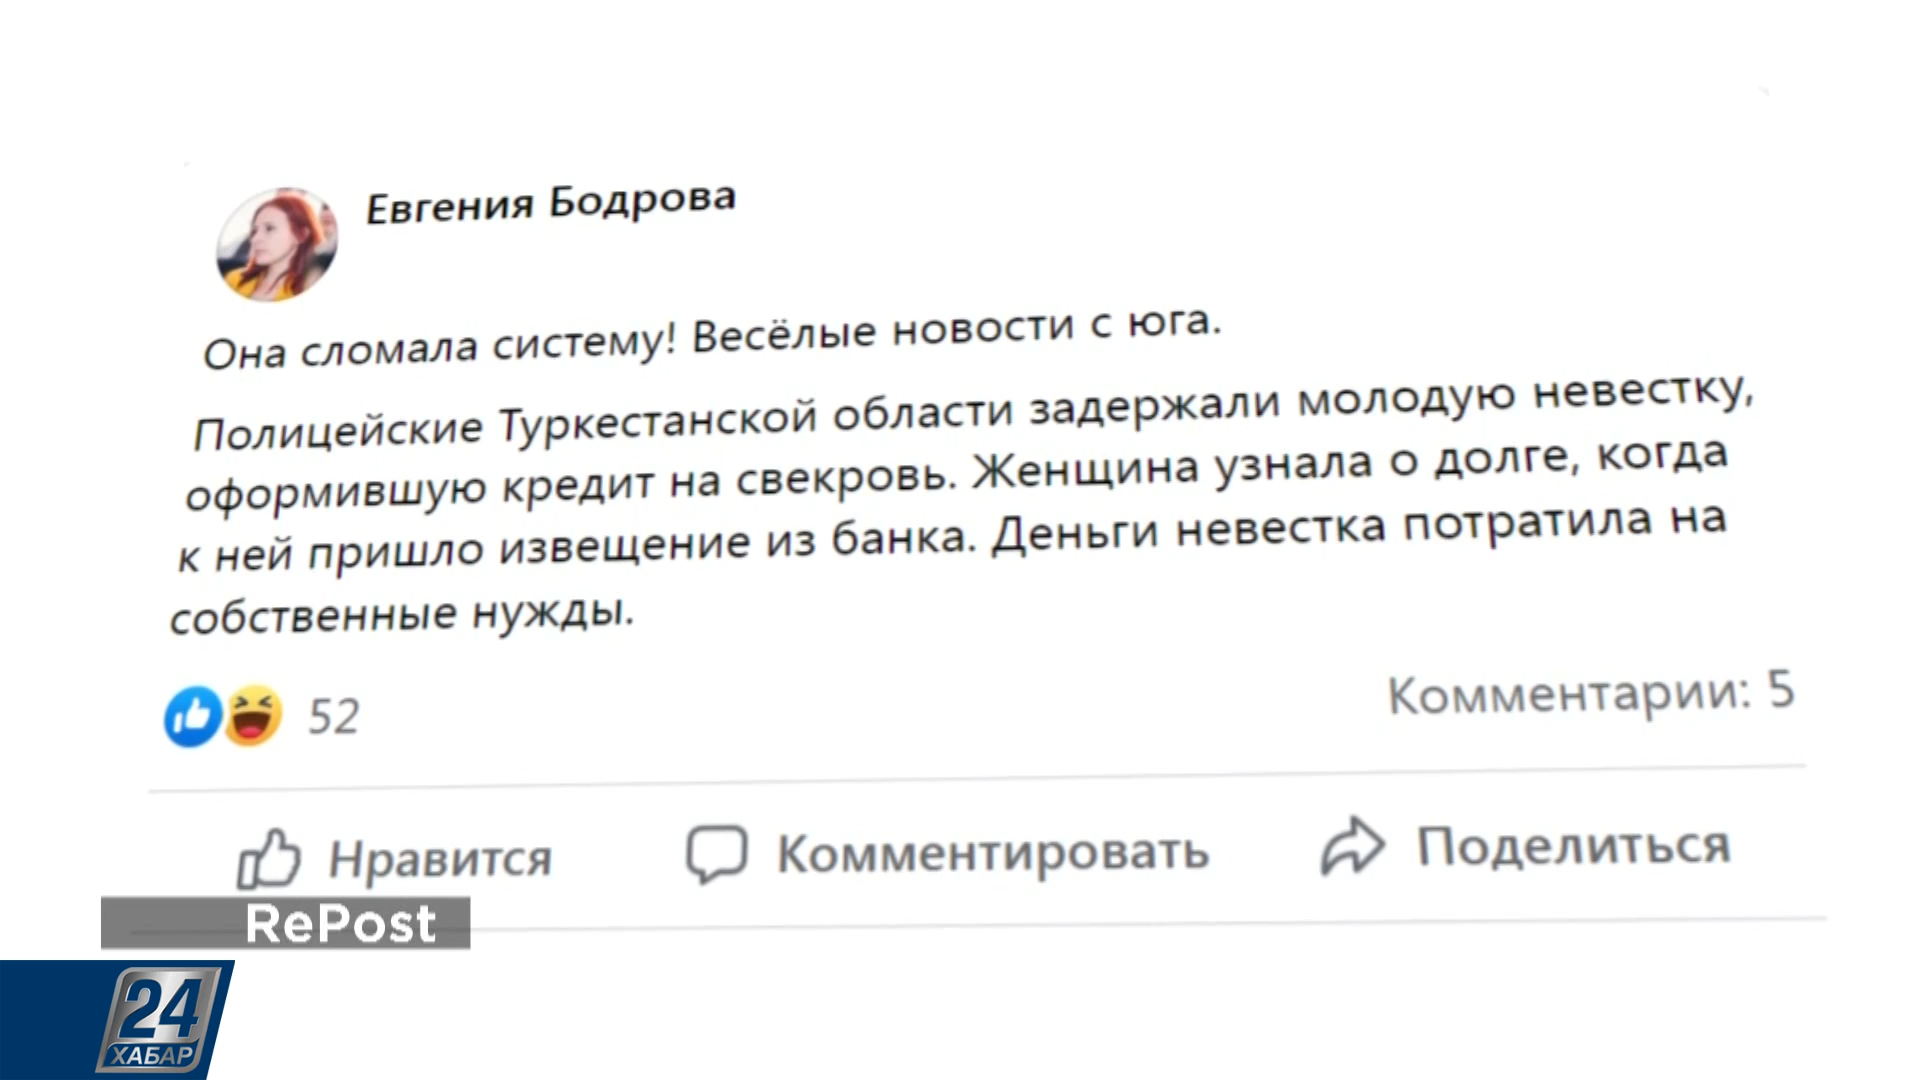 Евгения Бодрова
Она сломала систему! Весёлые новости с юга.
Полицейские Туркестанской области задержали молодую невестку,
оформившую кредит на свекровь. Женщина узнала о долге, когда
к ней пришло извещение из банка. Деньги невестка потратила на
собственные нужды.
52
Комментарии: 5
Нравится
Комментировать
Поделиться
RePost
24
ХАБАР